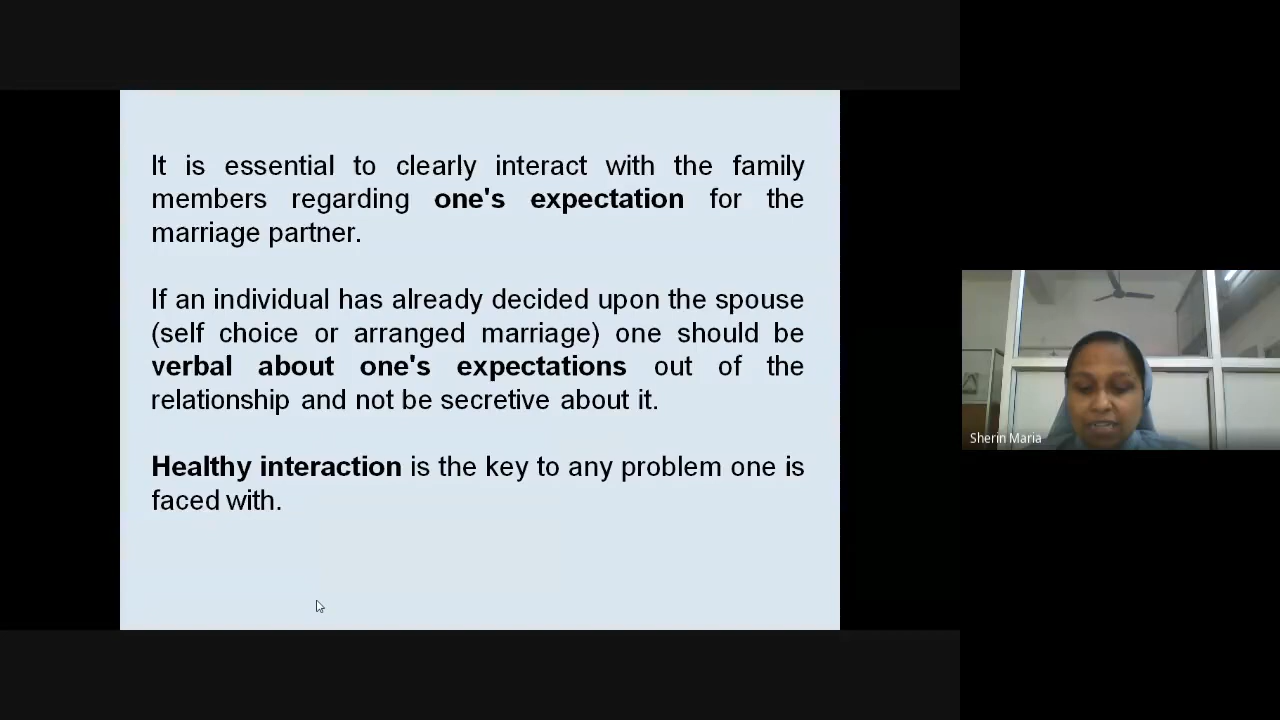 It is essential to clearly interact with the family
members regarding one's expectation for the
marriage partner.
If an individual has already decided upon the spouse
(self choice or arranged marriage) one should be
verbal about one's expectations out of the
relationship and not be secretive about it.
Healthy interaction is the key to any problem one is
faced with.
Sherin Maria